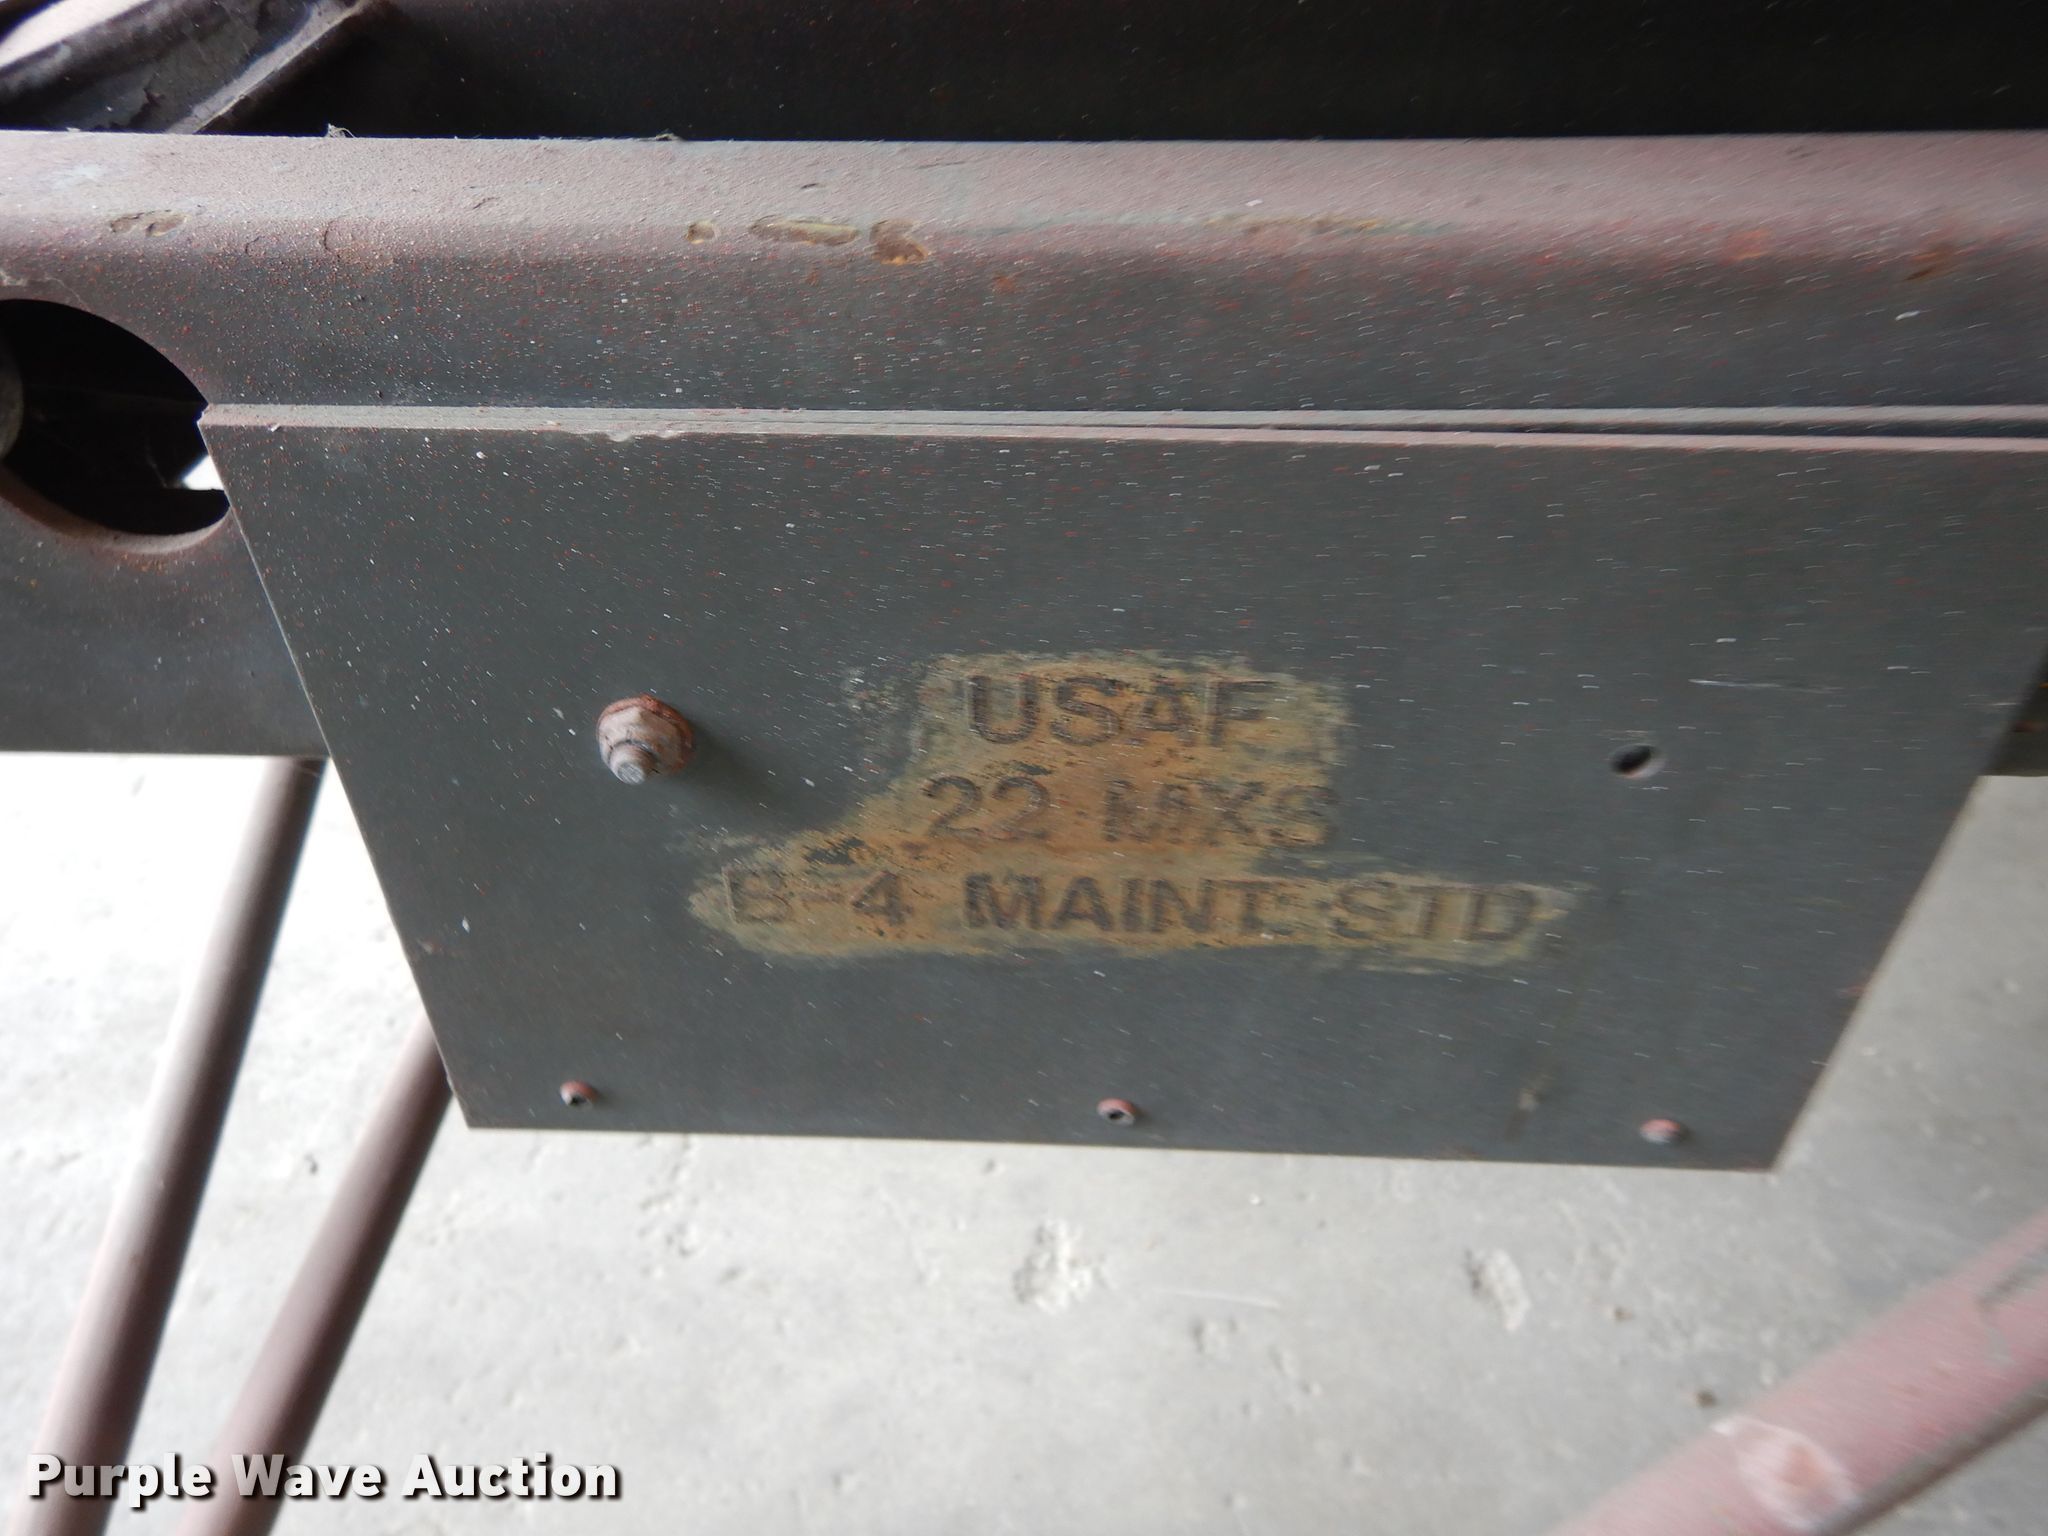 USAF
22 MXS
B-4 MAINT STD
Purple Wave Auction